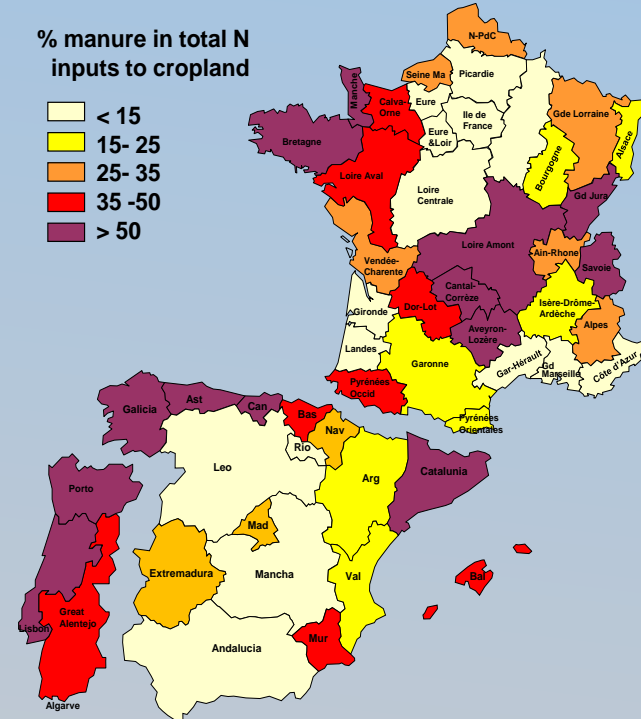 % manure in total N
inputs to cropland
< 15
15- 25
25- 35
35 -50
> 50
N-PdC
Seine Ma
Picardie
Manche
Calva-
Orne
Eure
Gde Lorraine
Alsace
Bretagne
Eure
&Loir
Ile de
France
Bourgogne
Loire Aval
Loire
Centrale
Gd Jura
Loire Amont
Ain-Rhone
Savoie
Vendée-
Charente
Cantal-
Corrèze
Isère-Drôme-
Ardèche
Gironde
Dor-Lot
Aveyron-
Lozère
Alpes
Landes
Garonne
Gar-Hérault
Gd
Marseille
Côte d'Azur
Pyrénées
Occid
Pyrénées
Orientales
Galicia
Ast
Can
Bas
Nav
Rio
Leo
Arg
Catalunia
Porto
Mad
Extremadura
Mancha
Val
Bal
Great
Alentejo
Lisbon
Andalucia
Mur
Algarve